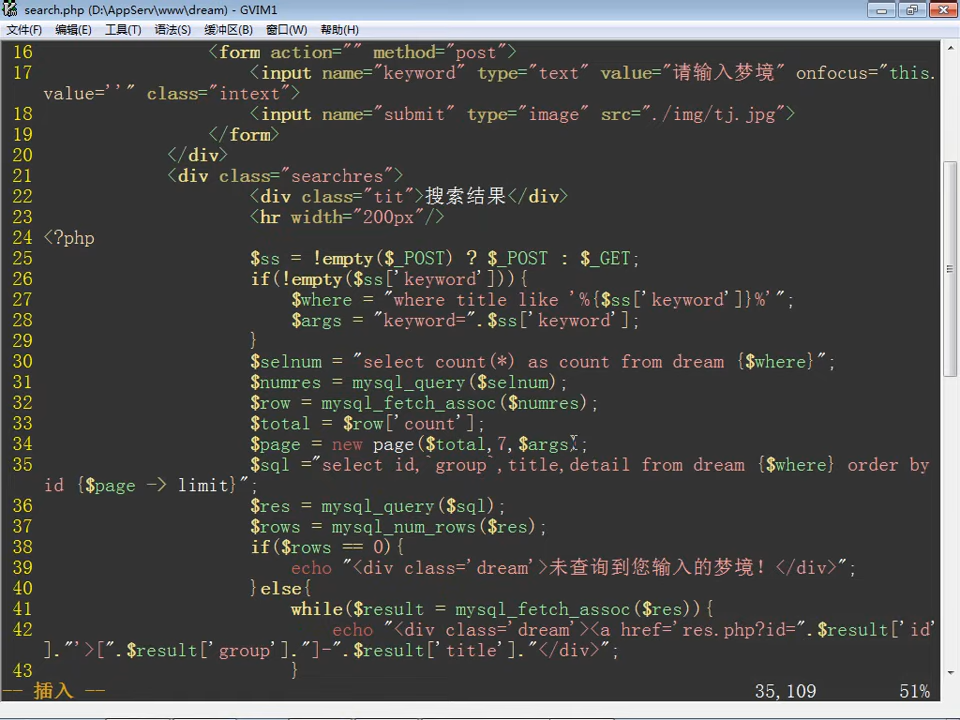 search.php (D:\AppServ\www\dream) - GVIM1
文件(F) 编辑(E) 工具(T) 语法(S) 缓冲区(B) 窗口(W) 帮助(H)
16 <form action="" method="post">
17 <input name="keyword" type="text" value="请输入梦境" onfocus="this.
value=''" class="intext">
18 <input name="submit" type="image" src="./img/tj.jpg">
19 </form>
20 </div>
21 <div class="searchres">
22 <div class="tit">搜索结果</div>
23 <hr width="200px"/>
24 <?php
25 $ss = !empty($_POST) ? $_POST : $_GET;
26 if(!empty($ss['keyword'])){
27 $where = "where title like '%{$ss['keyword']}%'";
28 $args = "keyword=".$ss['keyword'];
29 }
30 $selnum = "select count(*) as count from dream {$where}";
31 $numres = mysql_query($selnum);
32 $row = mysql_fetch_assoc($numres);
33 $total = $row['count'];
34 $page = new page($total,7,$args);
35 $sql ="select id,`group`,title,detail from dream {$where} order by
id {$page -> limit}";
36 $res = mysql_query($sql);
37 $rows = mysql_num_rows($res);
38 if($rows == 0){
39 echo "<div class='dream'>未查询到您输入的梦境！</div>";
40 }else{
41 while($result = mysql_fetch_assoc($res)){
42 echo "<div class='dream'><a href='res.php?id=".$result['id'
]."'>[".$result['group']."]-".$result['title']."</div>";
43 }
-- 插入 -- 35,109 51%